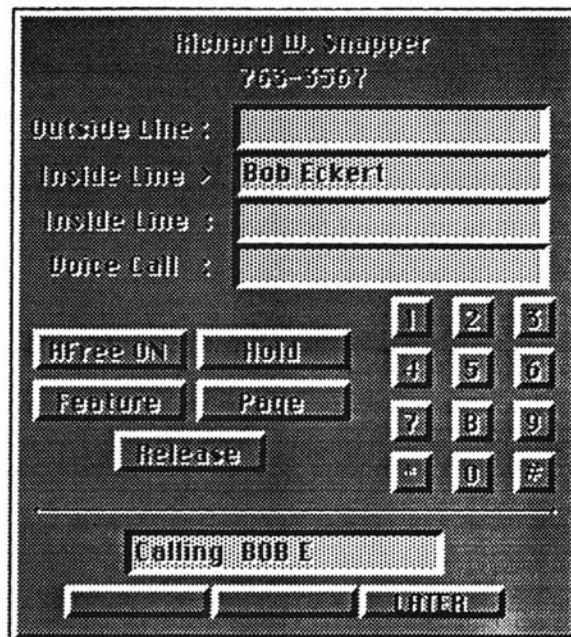 Richard W. Snapper
763-3567
Outside Line :
Inside Line > Bob Eckert
Inside Line :
Voice Call :
1 2 3
HFree ON Hold
4 5 6
Feature Page
7 8 9
Release
* 0 #
Calling BOB E
LATER